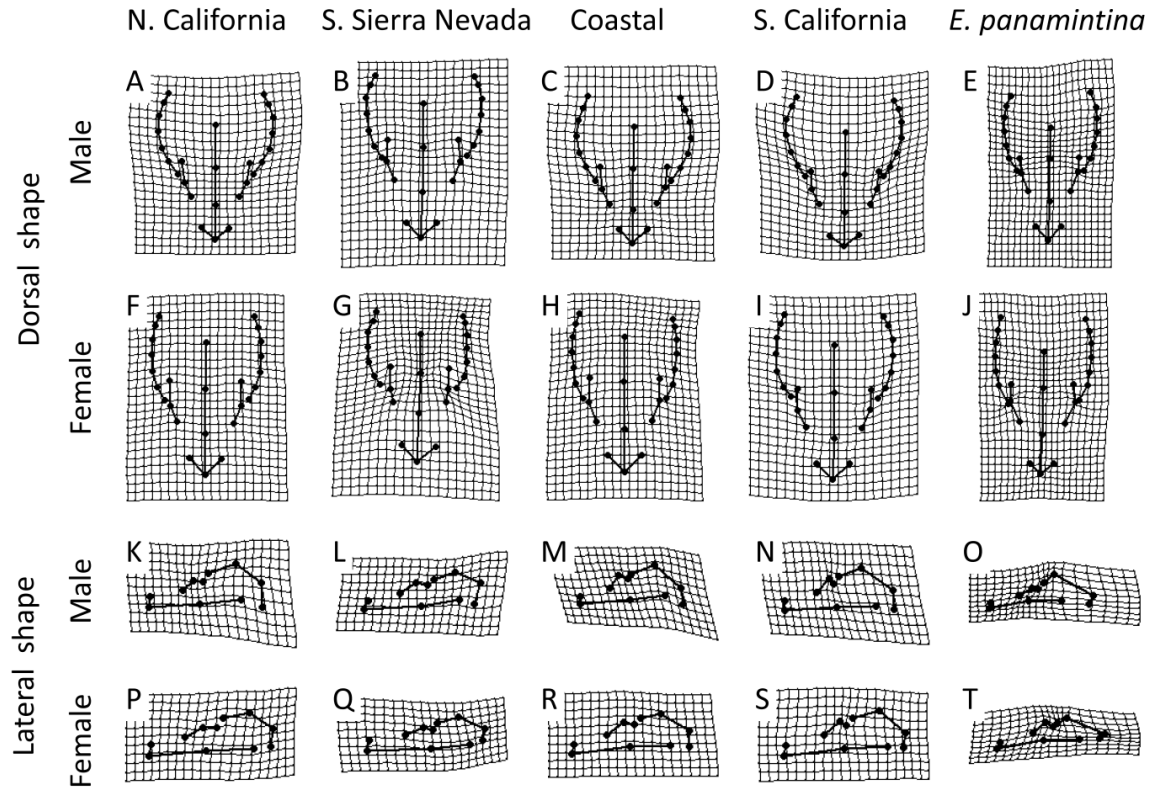 N. California S. Sierra Nevada Coastal S. California E. panamintina
Dorsal shape
Male
A B C D E
Female
F G H I J
Lateral shape
Male
K L M N O
Female
P Q R S T